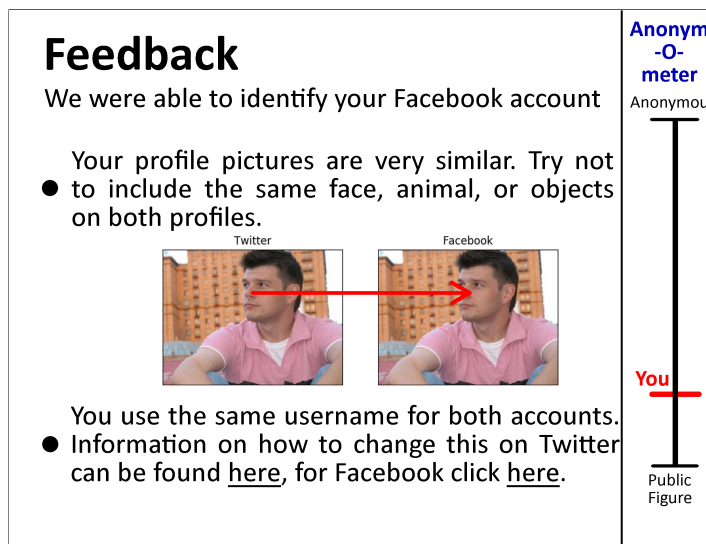 Feedback
We were able to identify your Facebook account
Your profile pictures are very similar. Try not
to include the same face, animal, or objects
on both profiles.
Twitter
Facebook
You use the same username for both accounts.
Information on how to change this on Twitter
can be found here, for Facebook click here.
Anonym
-O-
meter
Anonymou
You
Public
Figure